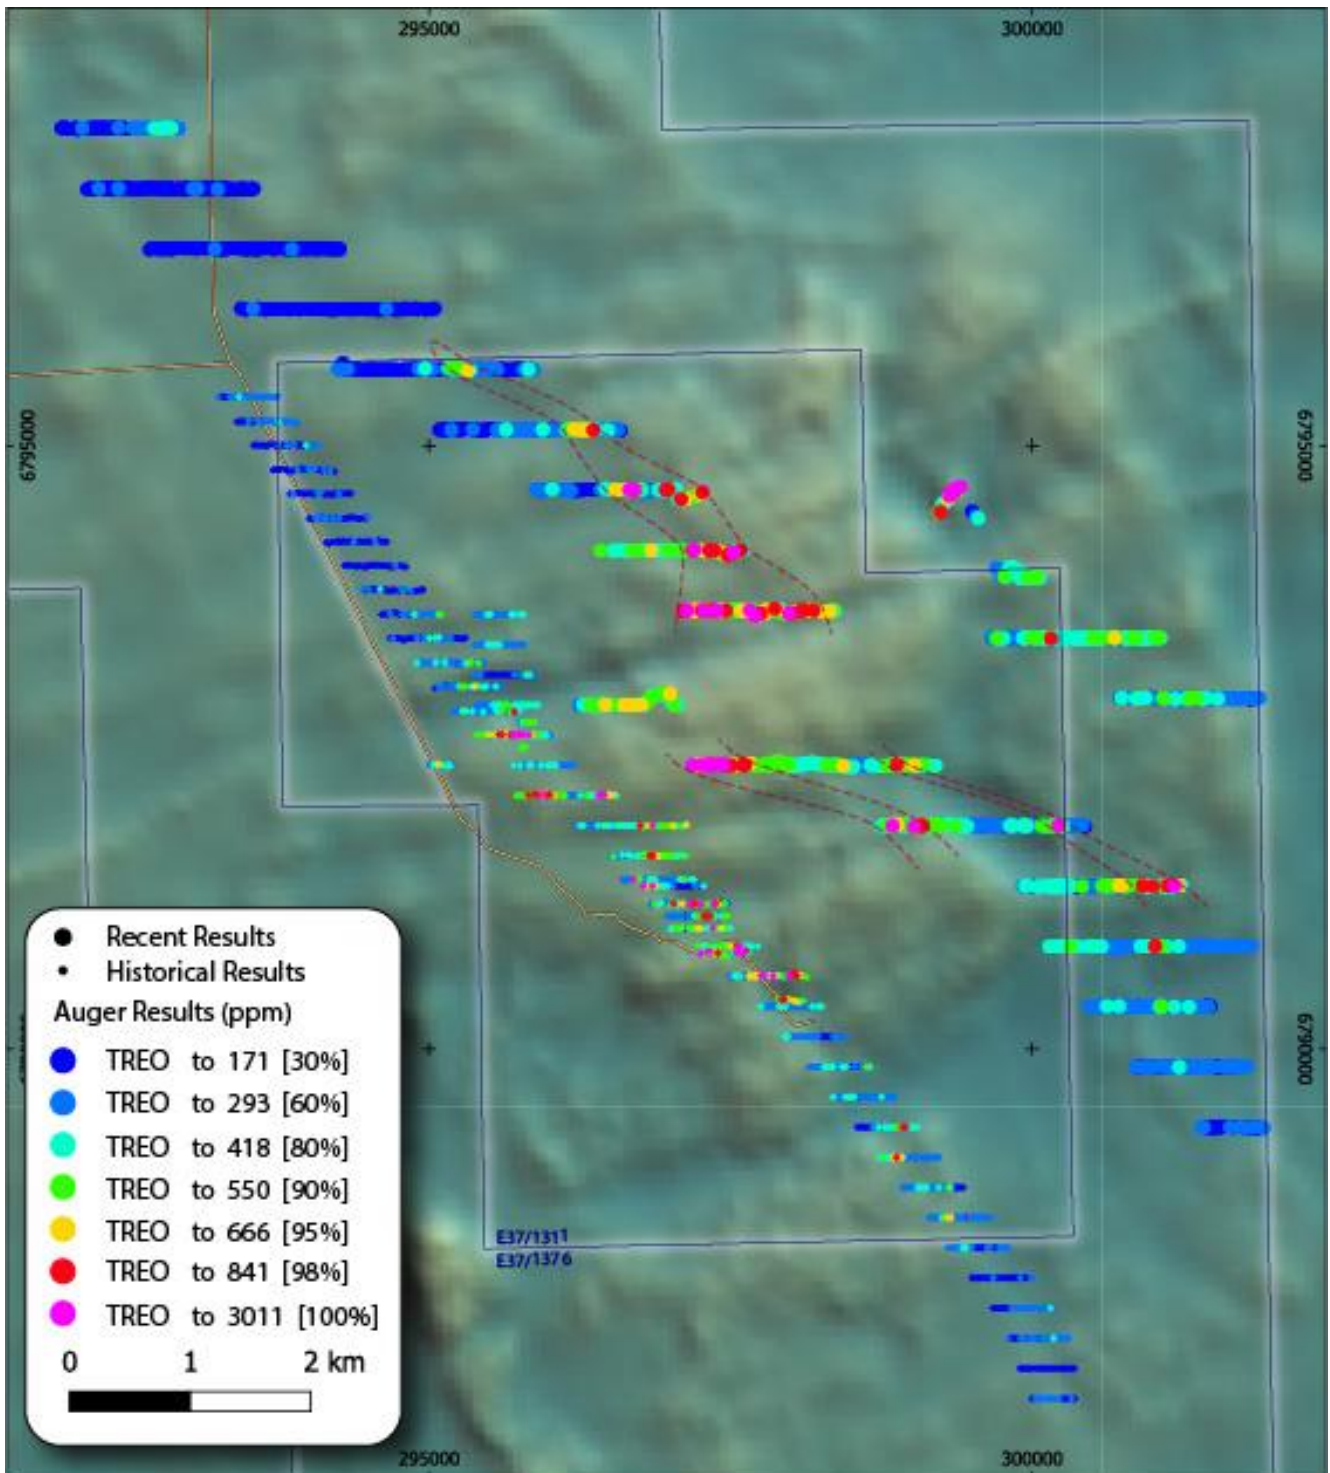 295000
300000
6795000
6795000
E37/1311
E37/1376
6790000
Recent Results
Historical Results
Auger Results (ppm)
TREO to 171 [30%]
TREO to 293 [60%]
TREO to 418 [80%]
TREO to 550 [90%]
TREO to 666 [95%]
TREO to 841 [98%]
TREO to 3011 [100%]
0 1 2 km
295000
300000